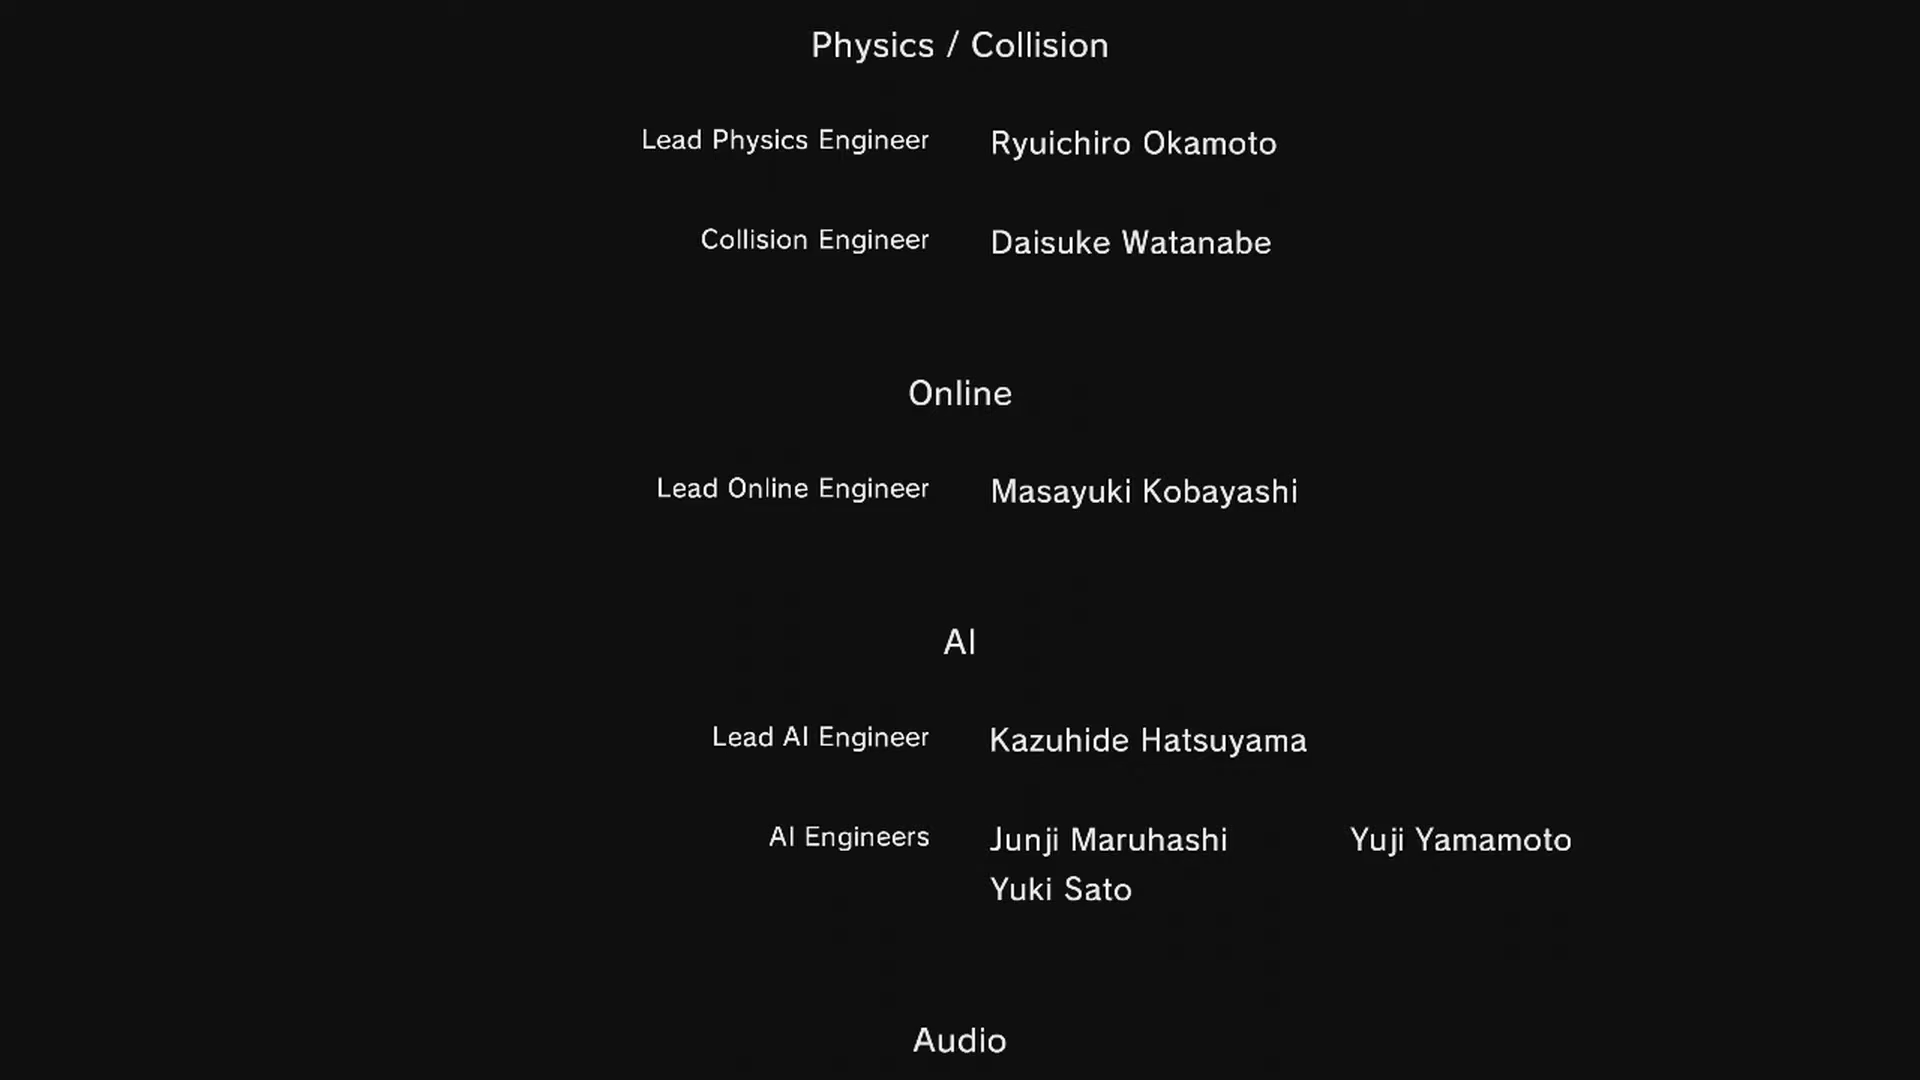 Physics / Collision
Lead Physics Engineer Ryuichiro Okamoto
Collision Engineer Daisuke Watanabe
Online
Lead Online Engineer Masayuki Kobayashi
AI
Lead AI Engineer Kazuhide Hatsuyama
AI Engineers Junji Maruhashi Yuji Yamamoto
Yuki Sato
Audio